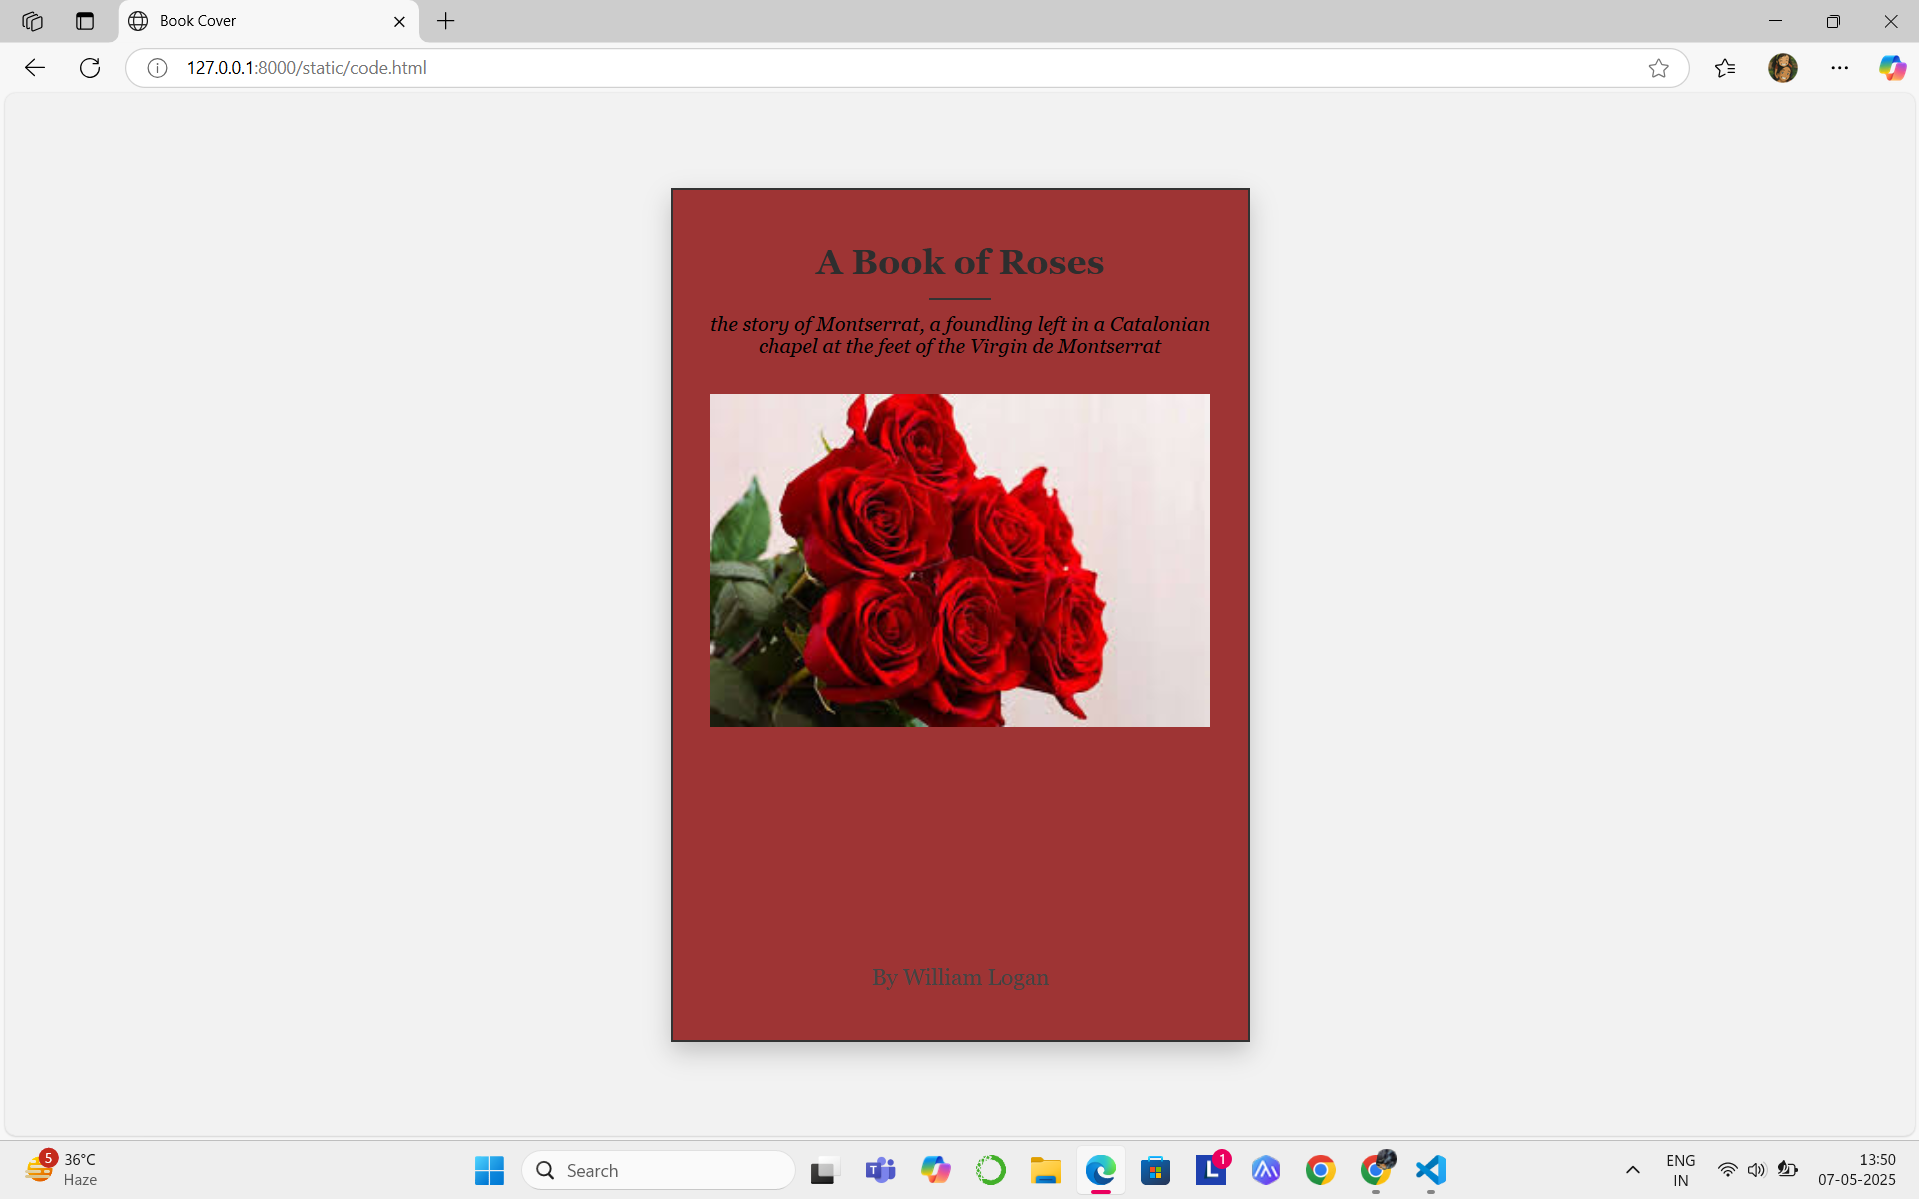 Book Cover
127.0.0.1:8000/static/code.html
A Book of Roses
the story of Montserrat, a foundling left in a Catalonian
chapel at the feet of the Virgin de Montserrat
By William Logan
5
36°C
Haze
Search
L
1
ENG
IN
13:50
07-05-2025